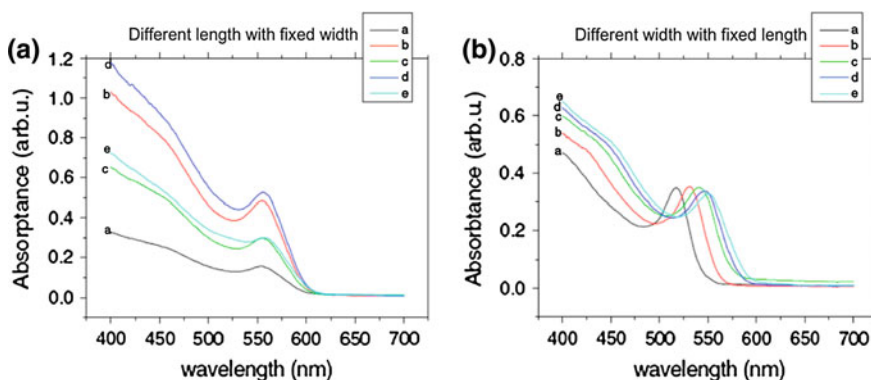 (a)
Different length with fixed width
a
b
c
d
e
Absorptance (arb.u.)
1.2
1.0
0.8
0.6
0.4
0.2
0.0
d
b
e
c
a
400 450 500 550 600 650 700
wavelength (nm)
(b)
Different width with fixed length
a
b
c
d
e
Absorbtance (arb.u.)
0.8
0.6
0.4
0.2
0.0
e
d
c
b
a
400 450 500 550 600 650 700
wavelength (nm)